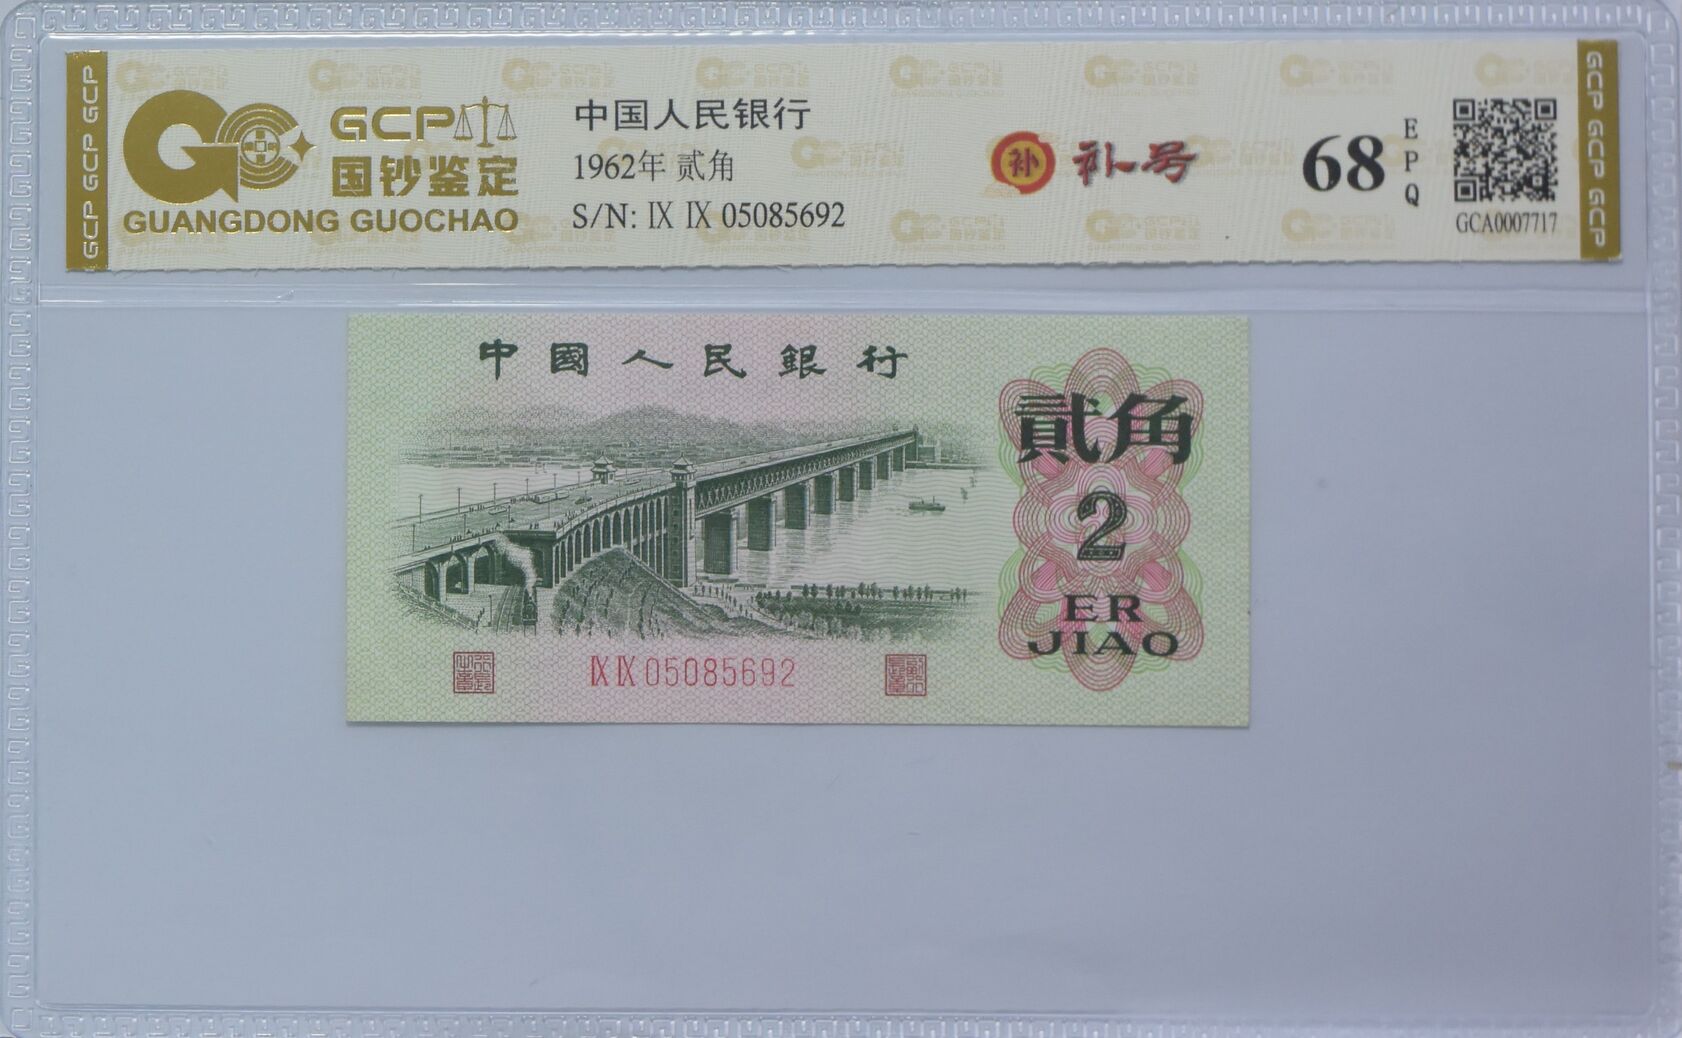 GCP GCP GCP
GCP
国钞鉴定
GUANGDONG GUOCHAO
中国人民银行
1962年 贰角
S/N: IX IX 05085692
补 补号
68
EPQ
GCA0007717
GCP GCP GCP
中國人民銀行
貳角
2
ER
JIAO
IX IX 05085692